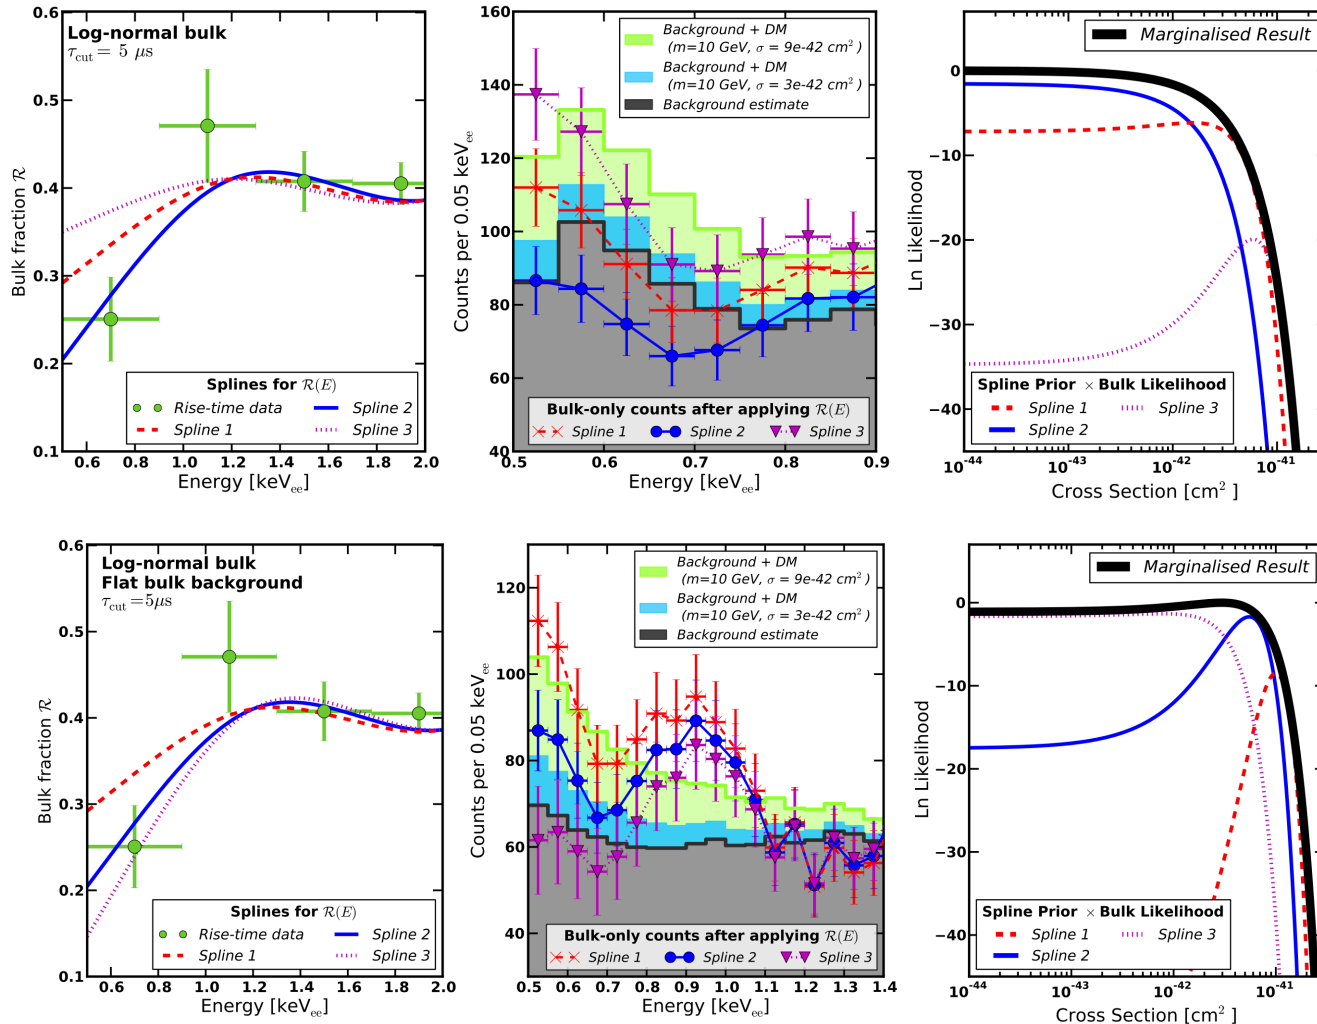 Log-normal bulk
τcut = 5 μs
0.6
0.5
0.4
0.3
0.2
0.1
Bulk fraction R
Splines for R(E)
Rise-time data
Spline 1
Spline 2
Spline 3
0.6 0.8 1.0 1.2 1.4 1.6 1.8 2.0
Energy [keVee]
160
140
120
100
80
60
40
Counts per 0.05 keVee
Background + DM
(m=10 GeV, σ = 9e-42 cm²)
Background + DM
(m=10 GeV, σ = 3e-42 cm²)
Background estimate
Bulk-only counts after applying R(E)
Spline 1 Spline 2 Spline 3
0.5 0.6 0.7 0.8 0.9
Energy [keVee]
Marginalised Result
0
−10
−20
−30
−40
Ln Likelihood
Spline Prior × Bulk Likelihood
Spline 1
Spline 2
Spline 3
10⁻⁴⁴ 10⁻⁴³ 10⁻⁴² 10⁻⁴¹
Cross Section [cm²]
Log-normal bulk
Flat bulk background
τcut=5μs
0.6
0.5
0.4
0.3
0.2
0.1
Bulk fraction R
Splines for R(E)
Rise-time data
Spline 1
Spline 2
Spline 3
0.6 0.8 1.0 1.2 1.4 1.6 1.8 2.0
Energy [keVee]
120
100
80
60
40
Counts per 0.05 keVee
Background + DM
(m=10 GeV, σ = 9e-42 cm²)
Background + DM
(m=10 GeV, σ = 3e-42 cm²)
Background estimate
Bulk-only counts after applying R(E)
Spline 1 Spline 2 Spline 3
0.5 0.6 0.7 0.8 0.9 1.0 1.1 1.2 1.3 1.4
Energy [keVee]
Marginalised Result
0
−10
−20
−30
−40
Ln Likelihood
Spline Prior × Bulk Likelihood
Spline 1
Spline 2
Spline 3
10⁻⁴⁴ 10⁻⁴³ 10⁻⁴² 10⁻⁴¹
Cross Section [cm²]